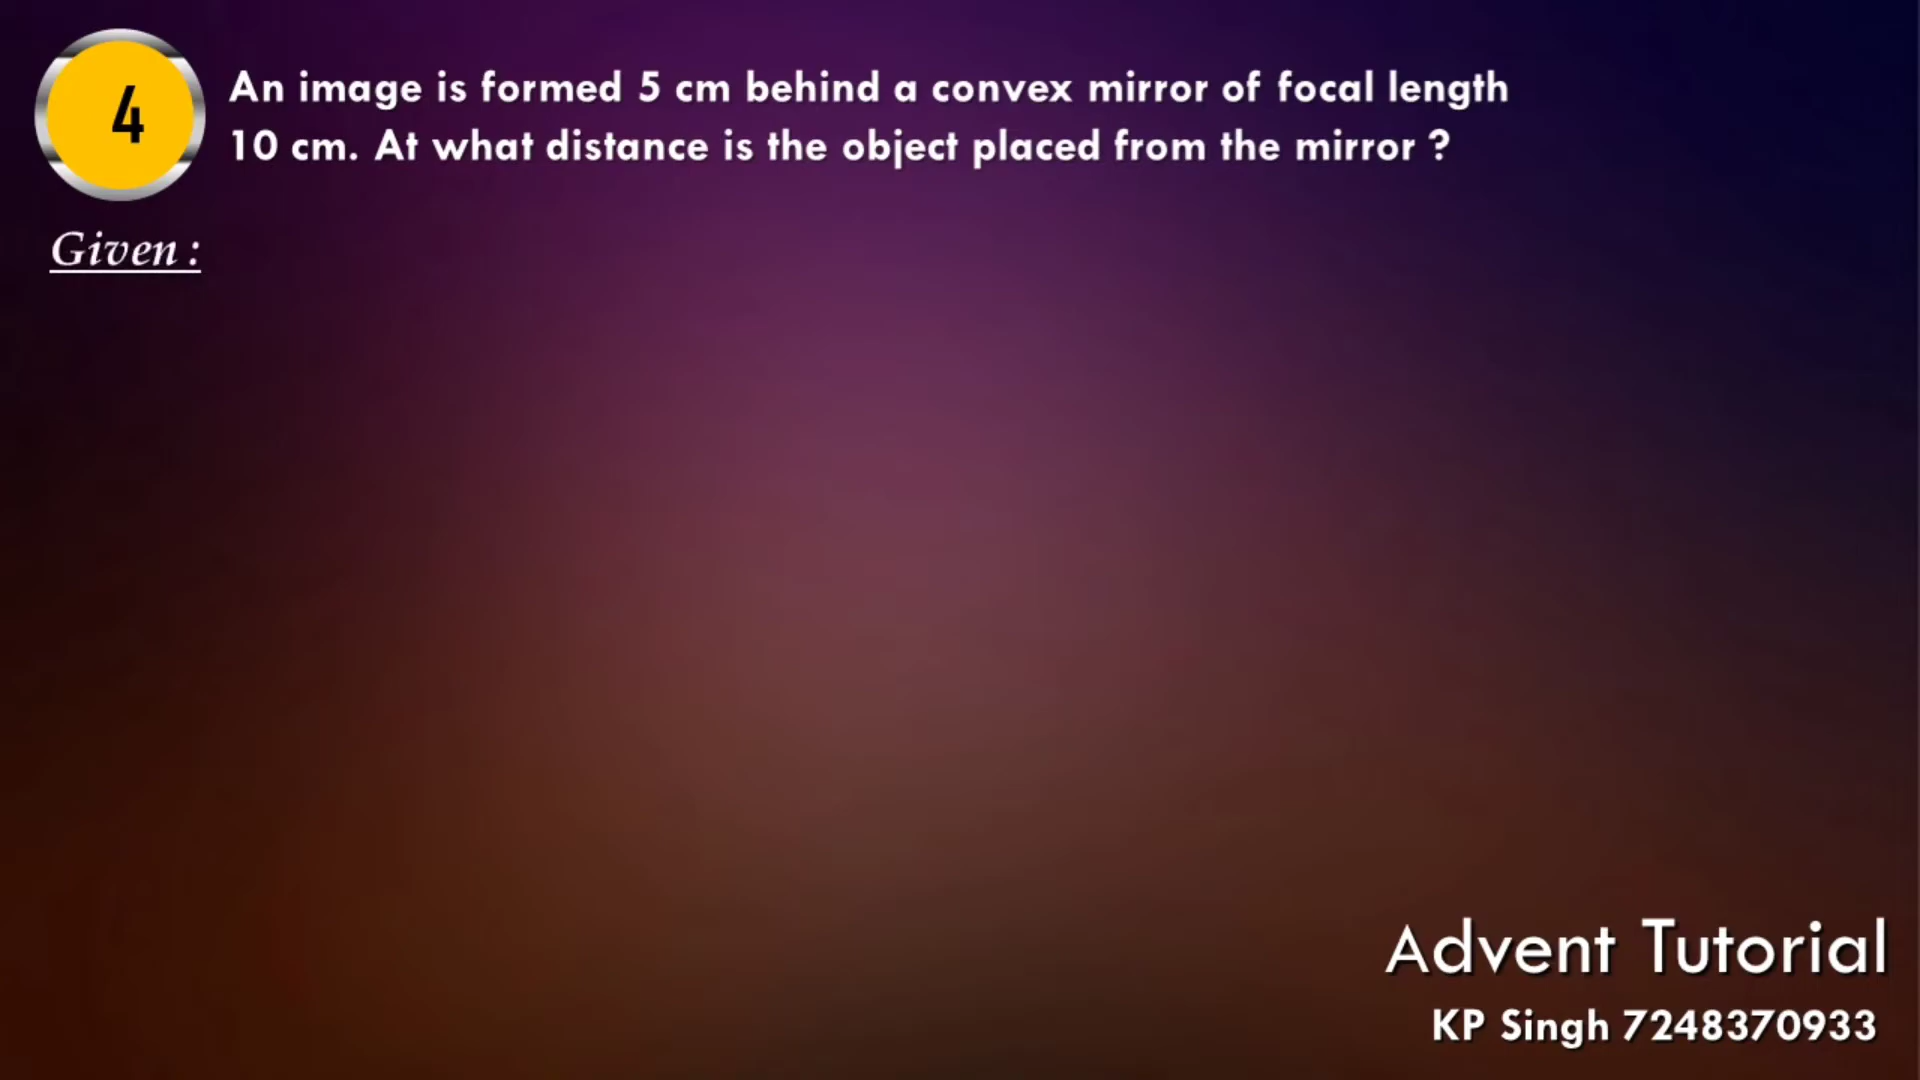 4
An image is formed 5 cm behind a convex mirror of focal length
10 cm. At what distance is the object placed from the mirror ?
Given :
Advent Tutorial
KP Singh 7248370933